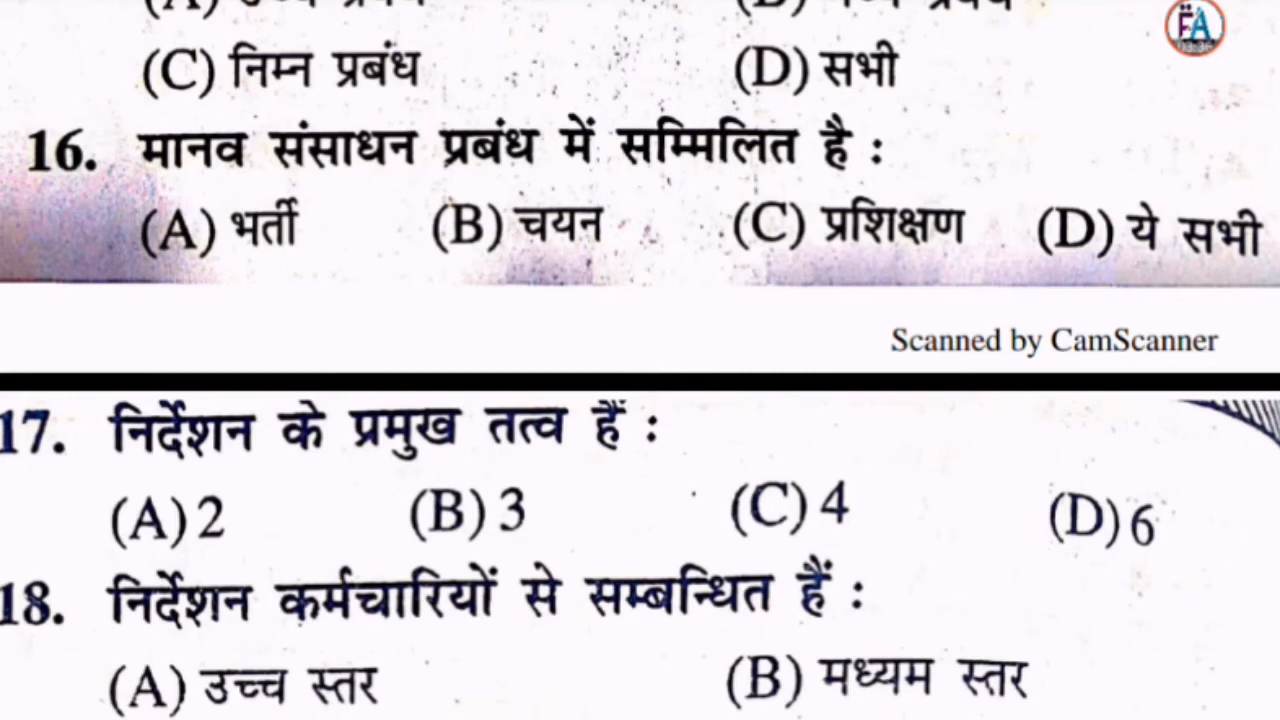 (C) निम्न प्रबंध (D) सभी
16. मानव संसाधन प्रबंध में सम्मिलित है :
(A) भर्ती (B) चयन (C) प्रशिक्षण (D) ये सभी
Scanned by CamScanner
17. निर्देशन के प्रमुख तत्व हैं :
(A) 2 (B) 3 (C) 4 (D) 6
18. निर्देशन कर्मचारियों से सम्बन्धित हैं :
(A) उच्च स्तर (B) मध्यम स्तर